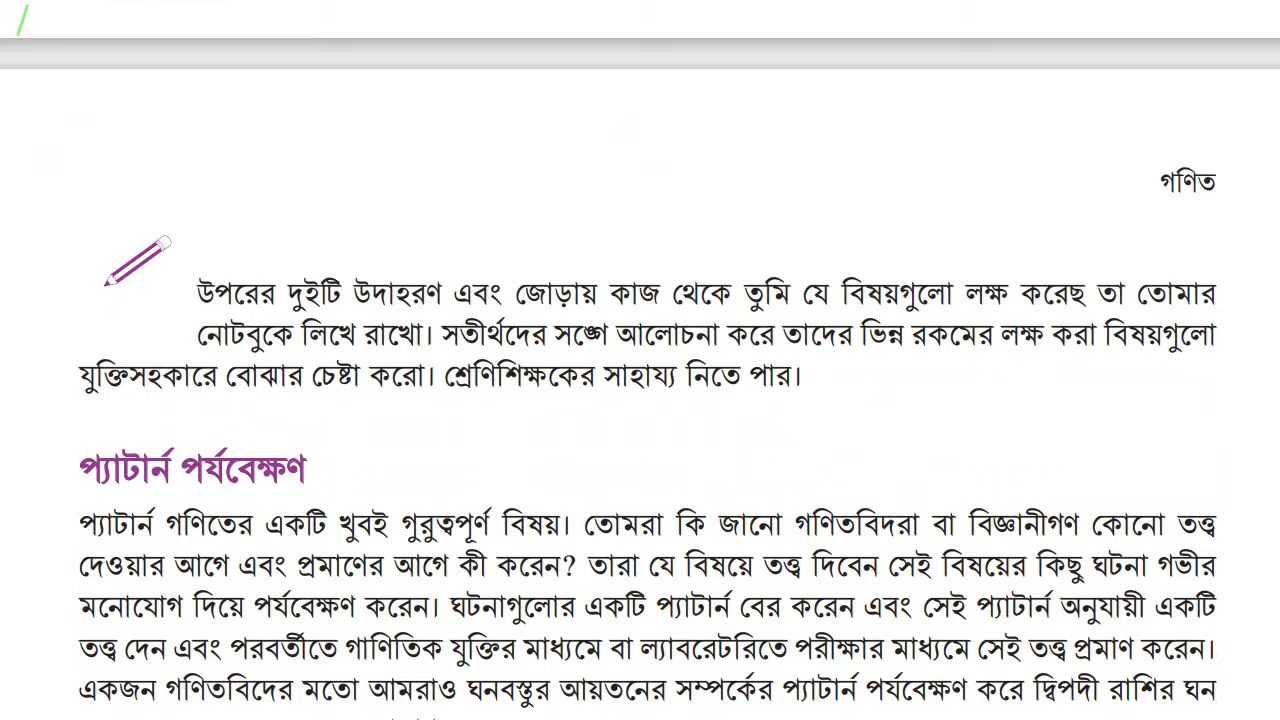 গণিত
উপরের দুইটি উদাহরণ এবং জোড়ায় কাজ থেকে তুমি যে বিষয়গুলো লক্ষ করেছ তা তোমার
নোটবুকে লিখে রাখো। সতীর্থদের সঙ্গে আলোচনা করে তাদের ভিন্ন রকমের লক্ষ করা বিষয়গুলো
যুক্তিসহকারে বোঝার চেষ্টা করো। শ্রেণিশিক্ষকের সাহায্য নিতে পার।
প্যাটার্ন পর্যবেক্ষণ
প্যাটার্ন গণিতের একটি খুবই গুরুত্বপূর্ণ বিষয়। তোমরা কি জানো গণিতবিদরা বা বিজ্ঞানীগণ কোনো তত্ত্ব
দেওয়ার আগে এবং প্রমাণের আগে কী করেন? তারা যে বিষয়ে তত্ত্ব দিবেন সেই বিষয়ের কিছু ঘটনা গভীর
মনোযোগ দিয়ে পর্যবেক্ষণ করেন। ঘটনাগুলোর একটি প্যাটার্ন বের করেন এবং সেই প্যাটার্ন অনুযায়ী একটি
তত্ত্ব দেন এবং পরবর্তীতে গাণিতিক যুক্তির মাধ্যমে বা ল্যাবরেটরিতে পরীক্ষার মাধ্যমে সেই তত্ত্ব প্রমাণ করেন।
একজন গণিতবিদের মতো আমরাও ঘনবস্তুর আয়তনের সম্পর্কের প্যাটার্ন পর্যবেক্ষণ করে দ্বিপদী রাশির ঘন